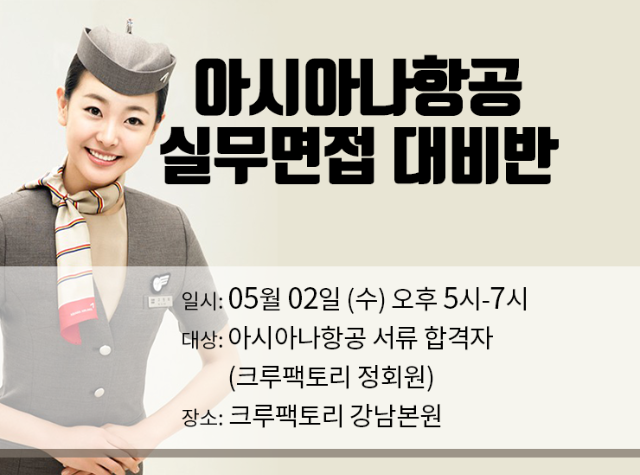 아시아나항공
실무면접 대비반
일시: 05월 02일 (수) 오후 5시-7시
대상: 아시아나항공 서류 합격자
(크루팩토리 정회원)
장소: 크루팩토리 강남본원